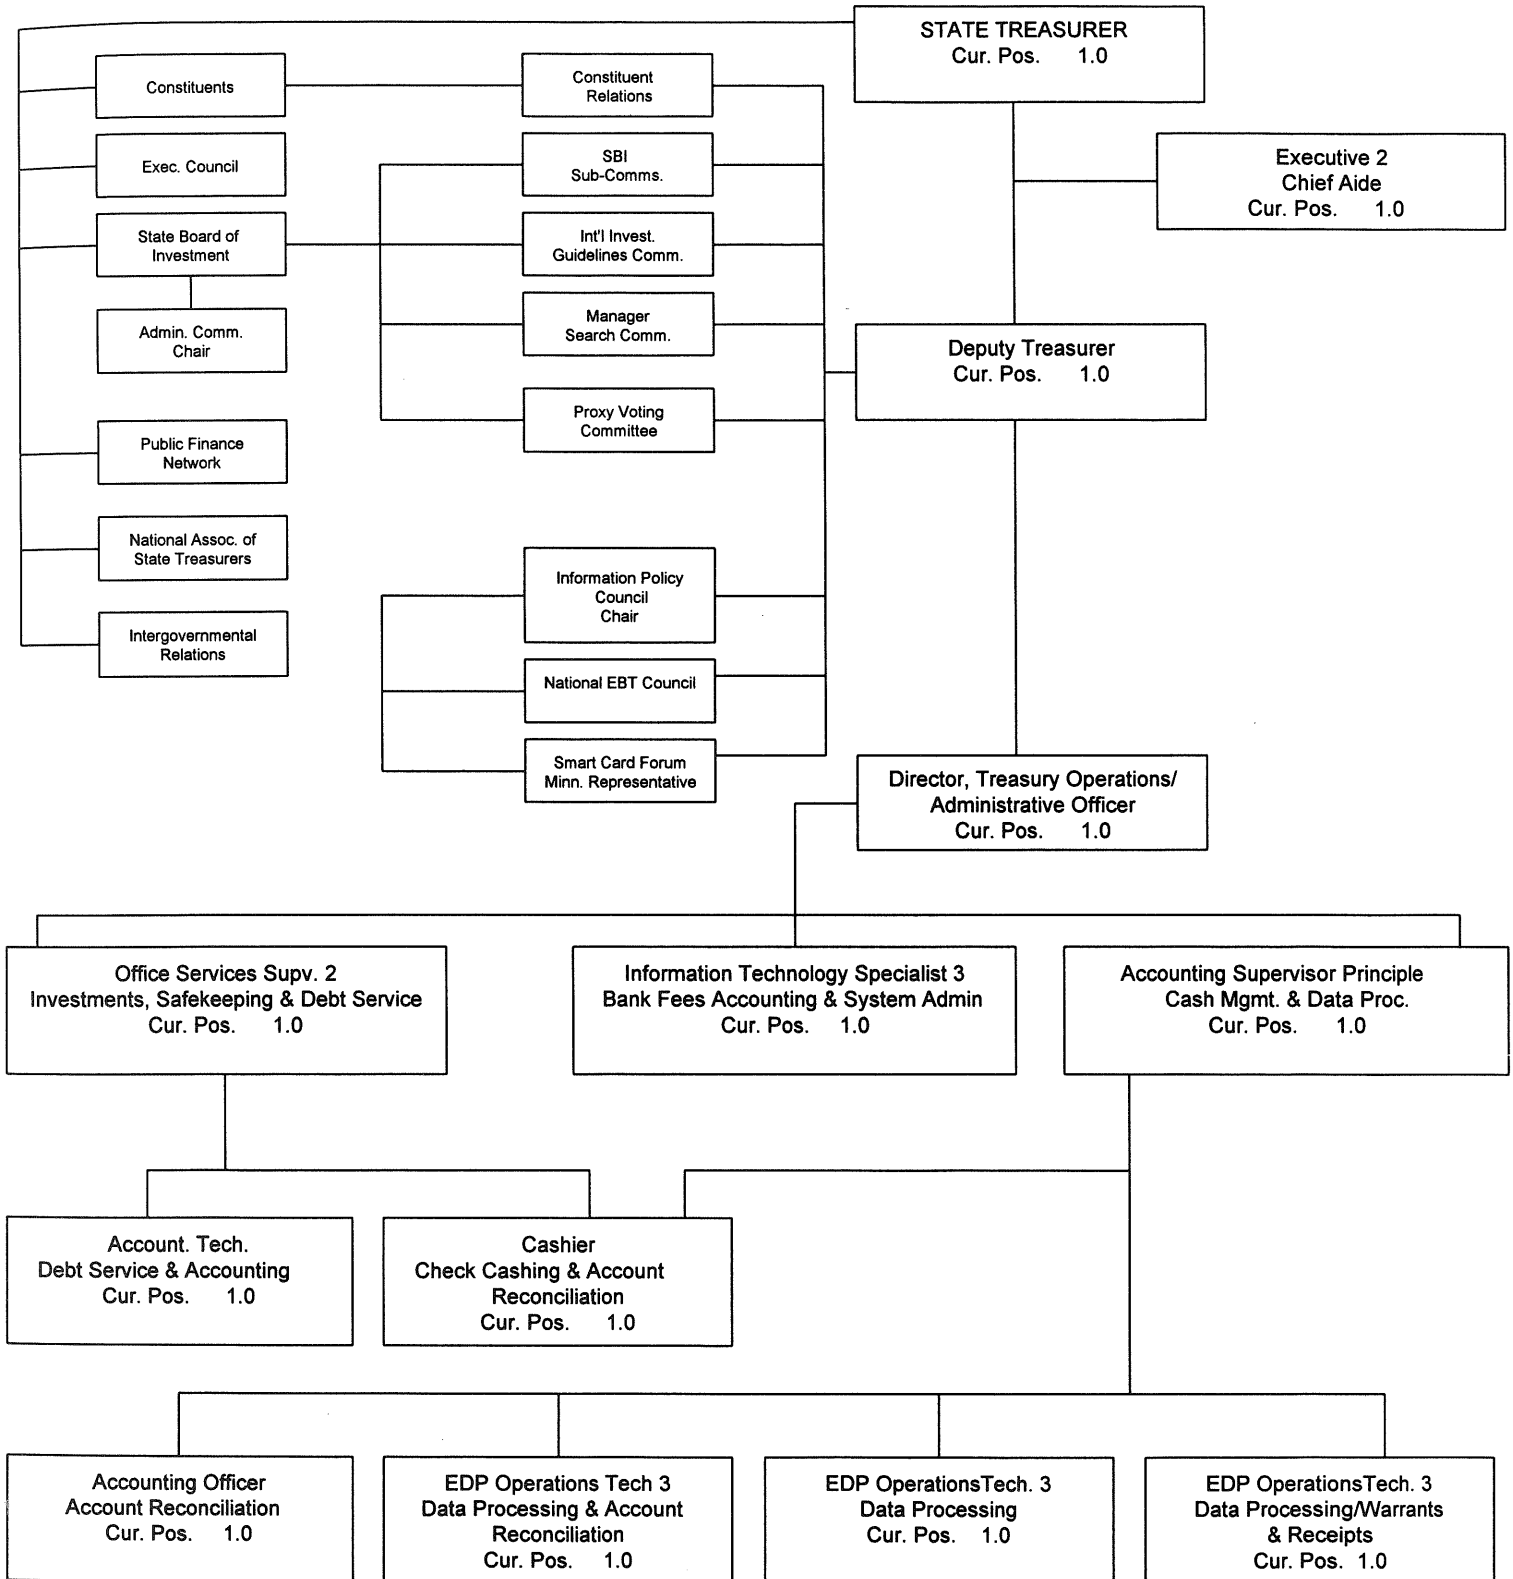 STATE TREASURER
Cur. Pos. 1.0
Constituents
Constituent
Relations
Exec. Council
SBI
Sub-Comms.
Executive 2
Chief Aide
Cur. Pos. 1.0
State Board of
Investment
Int'l Invest.
Guidelines Comm.
Admin. Comm.
Chair
Manager
Search Comm.
Deputy Treasurer
Cur. Pos. 1.0
Proxy Voting
Committee
Public Finance
Network
National Assoc. of
State Treasurers
Information Policy
Council
Chair
Intergovernmental
Relations
National EBT Council
Smart Card Forum
Minn. Representative
Director, Treasury Operations/
Administrative Officer
Cur. Pos. 1.0
Office Services Supv. 2
Investments, Safekeeping & Debt Service
Cur. Pos. 1.0
Information Technology Specialist 3
Bank Fees Accounting & System Admin
Cur. Pos. 1.0
Accounting Supervisor Principle
Cash Mgmt. & Data Proc.
Cur. Pos. 1.0
Account. Tech.
Debt Service & Accounting
Cur. Pos. 1.0
Cashier
Check Cashing & Account
Reconciliation
Cur. Pos. 1.0
Accounting Officer
Account Reconciliation
Cur. Pos. 1.0
EDP Operations Tech 3
Data Processing & Account
Reconciliation
Cur. Pos. 1.0
EDP OperationsTech. 3
Data Processing
Cur. Pos. 1.0
EDP OperationsTech. 3
Data Processing/Warrants
& Receipts
Cur. Pos. 1.0